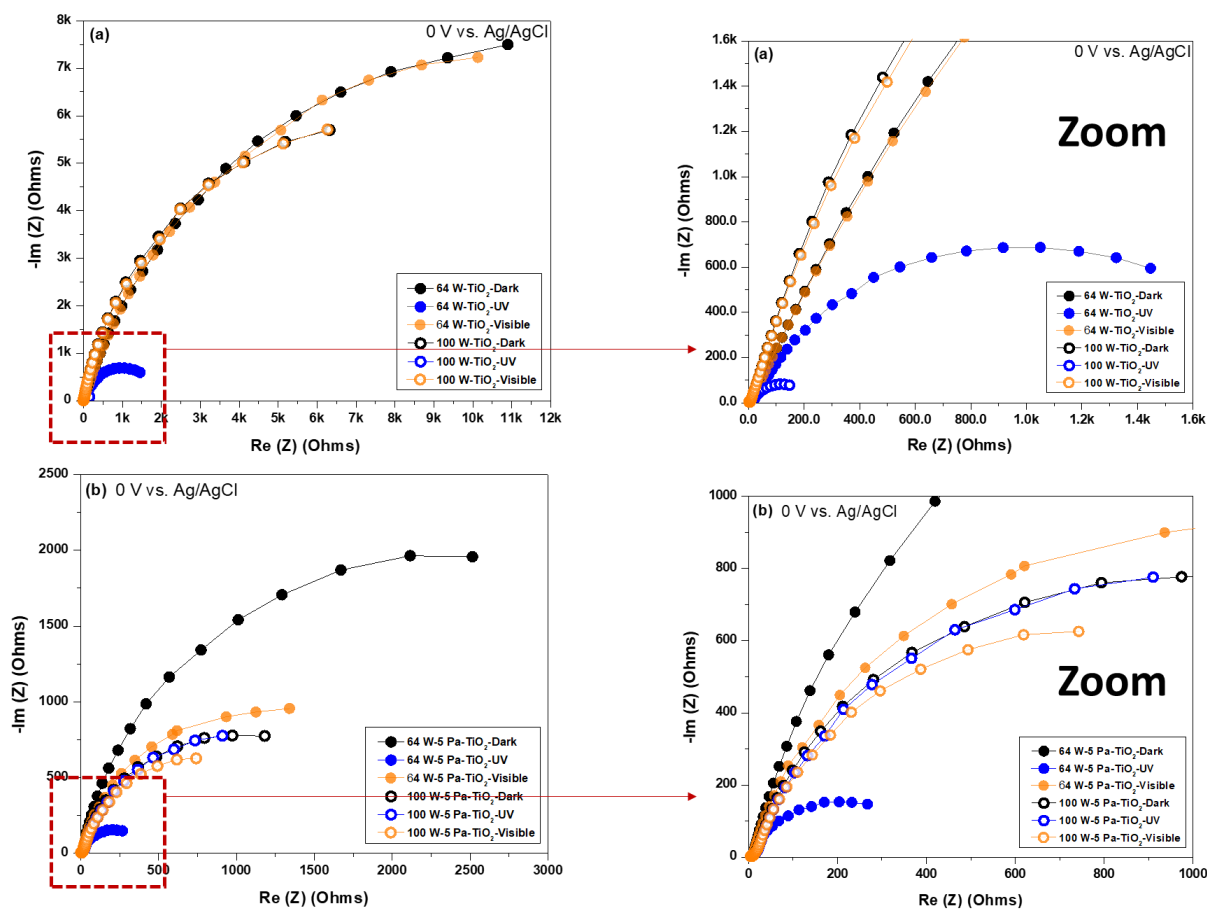 (a)
0 V vs. Ag/AgCl
8k
7k
6k
5k
4k
3k
2k
1k
0
-Im (Z) (Ohms)
64 W-TiO₂-Dark
64 W-TiO₂-UV
64 W-TiO₂-Visible
100 W-TiO₂-Dark
100 W-TiO₂-UV
100 W-TiO₂-Visible
0 1k 2k 3k 4k 5k 6k 7k 8k 9k 10k 11k 12k
Re (Z) (Ohms)
(a)
0 V vs. Ag/AgCl
Zoom
1.6k
1.4k
1.2k
1.0k
800.0
600.0
400.0
200.0
0.0
-Im (Z) (Ohms)
64 W-TiO₂-Dark
64 W-TiO₂-UV
64 W-TiO₂-Visible
100 W-TiO₂-Dark
100 W-TiO₂-UV
100 W-TiO₂-Visible
0.0 200.0 400.0 600.0 800.0 1.0k 1.2k 1.4k 1.6k
Re (Z) (Ohms)
(b) 0 V vs. Ag/AgCl
2500
2000
1500
1000
500
0
-Im (Z) (Ohms)
64 W-5 Pa-TiO₂-Dark
64 W-5 Pa-TiO₂-UV
64 W-5 Pa-TiO₂-Visible
100 W-5 Pa-TiO₂-Dark
100 W-5 Pa-TiO₂-UV
100 W-5 Pa-TiO₂-Visible
0 500 1000 1500 2000 2500 3000
Re (Z) (Ohms)
(b) 0 V vs. Ag/AgCl
Zoom
1000
800
600
400
200
0
-Im (Z) (Ohms)
64 W-5 Pa-TiO₂-Dark
64 W-5 Pa-TiO₂-UV
64 W-5 Pa-TiO₂-Visible
100 W-5 Pa-TiO₂-Dark
100 W-5 Pa-TiO₂-UV
100 W-5 Pa-TiO₂-Visible
0 200 400 600 800 1000
Re (Z) (Ohms)